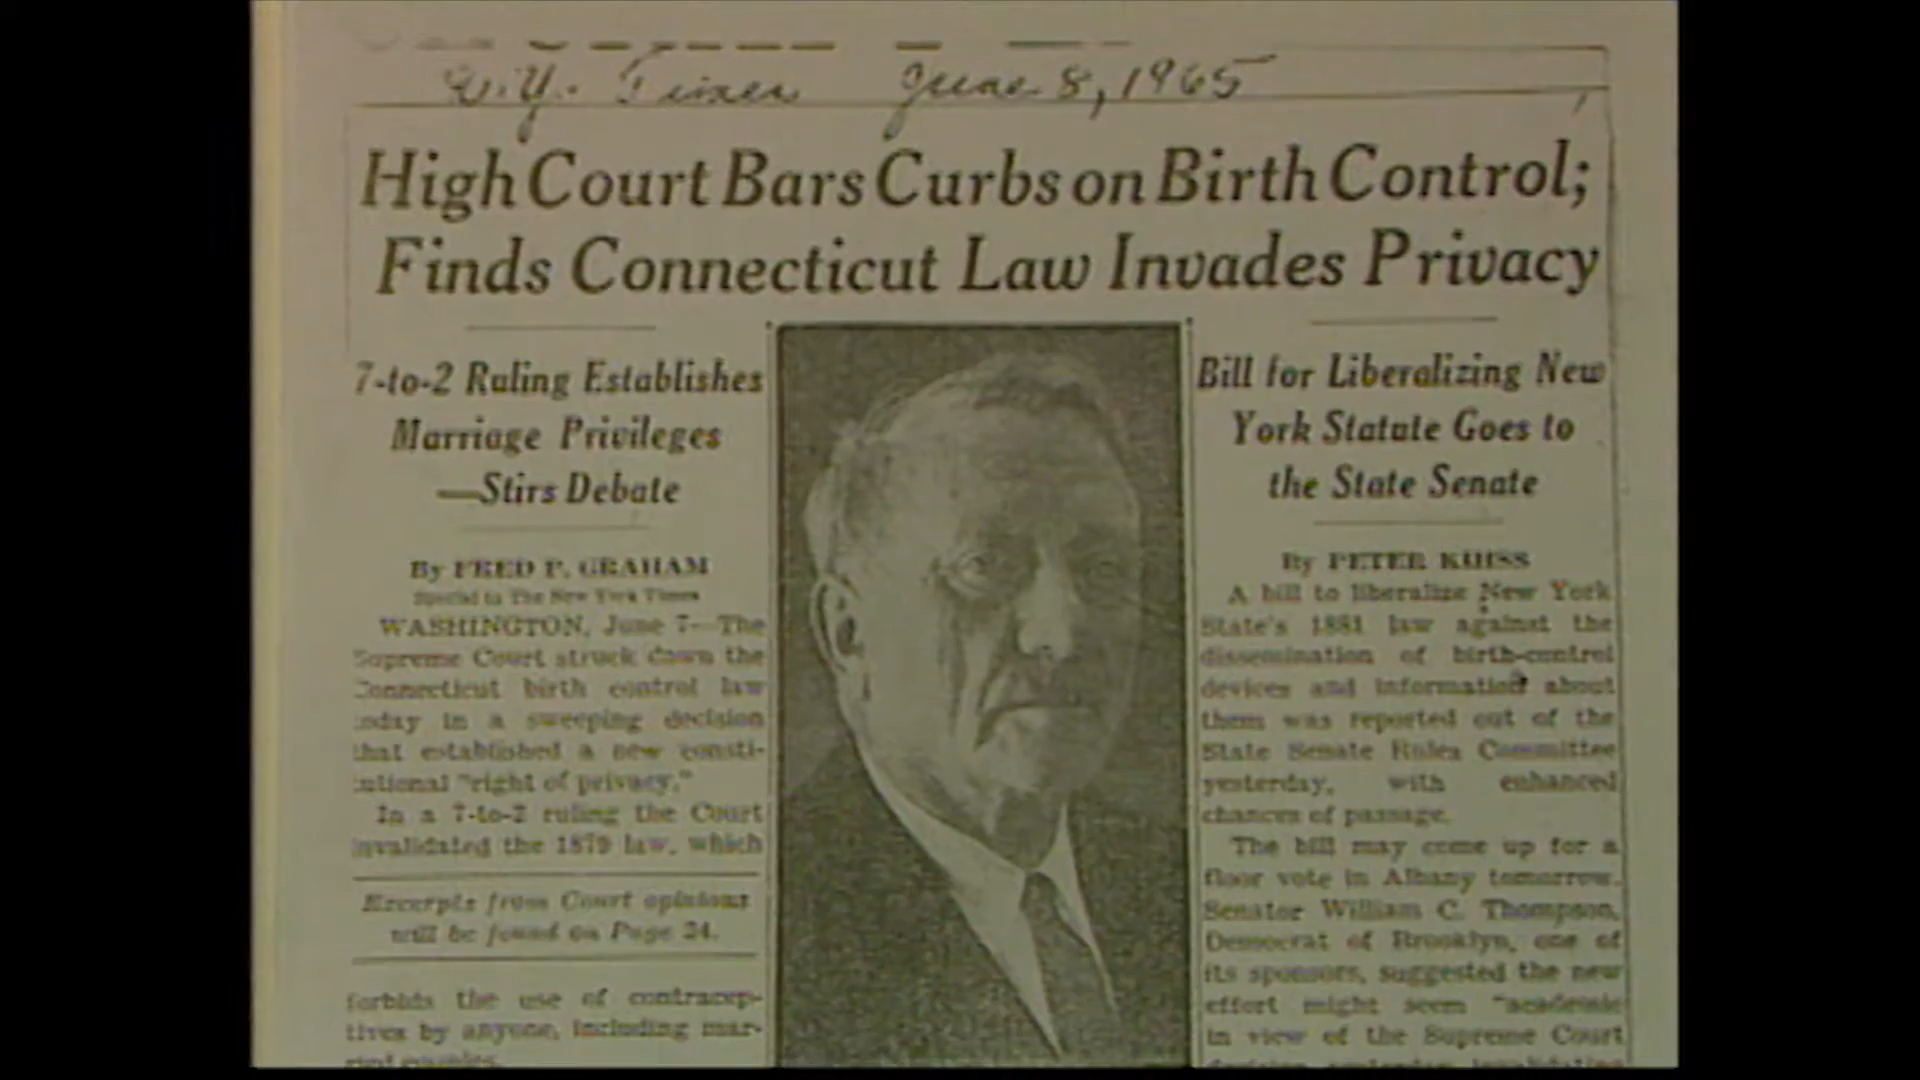 N.Y. Times June 8, 1965
High Court Bars Curbs on Birth Control;
Finds Connecticut Law Invades Privacy
7-to-2 Ruling Establishes
Marriage Privileges
—Stirs Debate
By FRED P. GRAHAM
Special to The New York Times
WASHINGTON, June 7—The
Supreme Court struck down the
Connecticut birth control law
today in a sweeping decision
that established a new consti-
tutional "right of privacy."
In a 7-to-2 ruling the Court
invalidated the 1879 law, which
Excerpts from Court opinions
will be found on Page 34.
forbids the use of contracep-
tives by anyone, including mar-
ried couples.
Bill for Liberalizing New
York Statute Goes to
the State Senate
By PETER KIHSS
A bill to liberalize New York
State's 1881 law against the
dissemination of birth-control
devices and information about
them was reported out of the
State Senate Rules Committee
yesterday, with enhanced
chances of passage.
The bill may come up for a
floor vote in Albany tomorrow.
Senator William C. Thompson,
Democrat of Brooklyn, one of
its sponsors, suggested the new
effort might seem "academic
in view of the Supreme Court